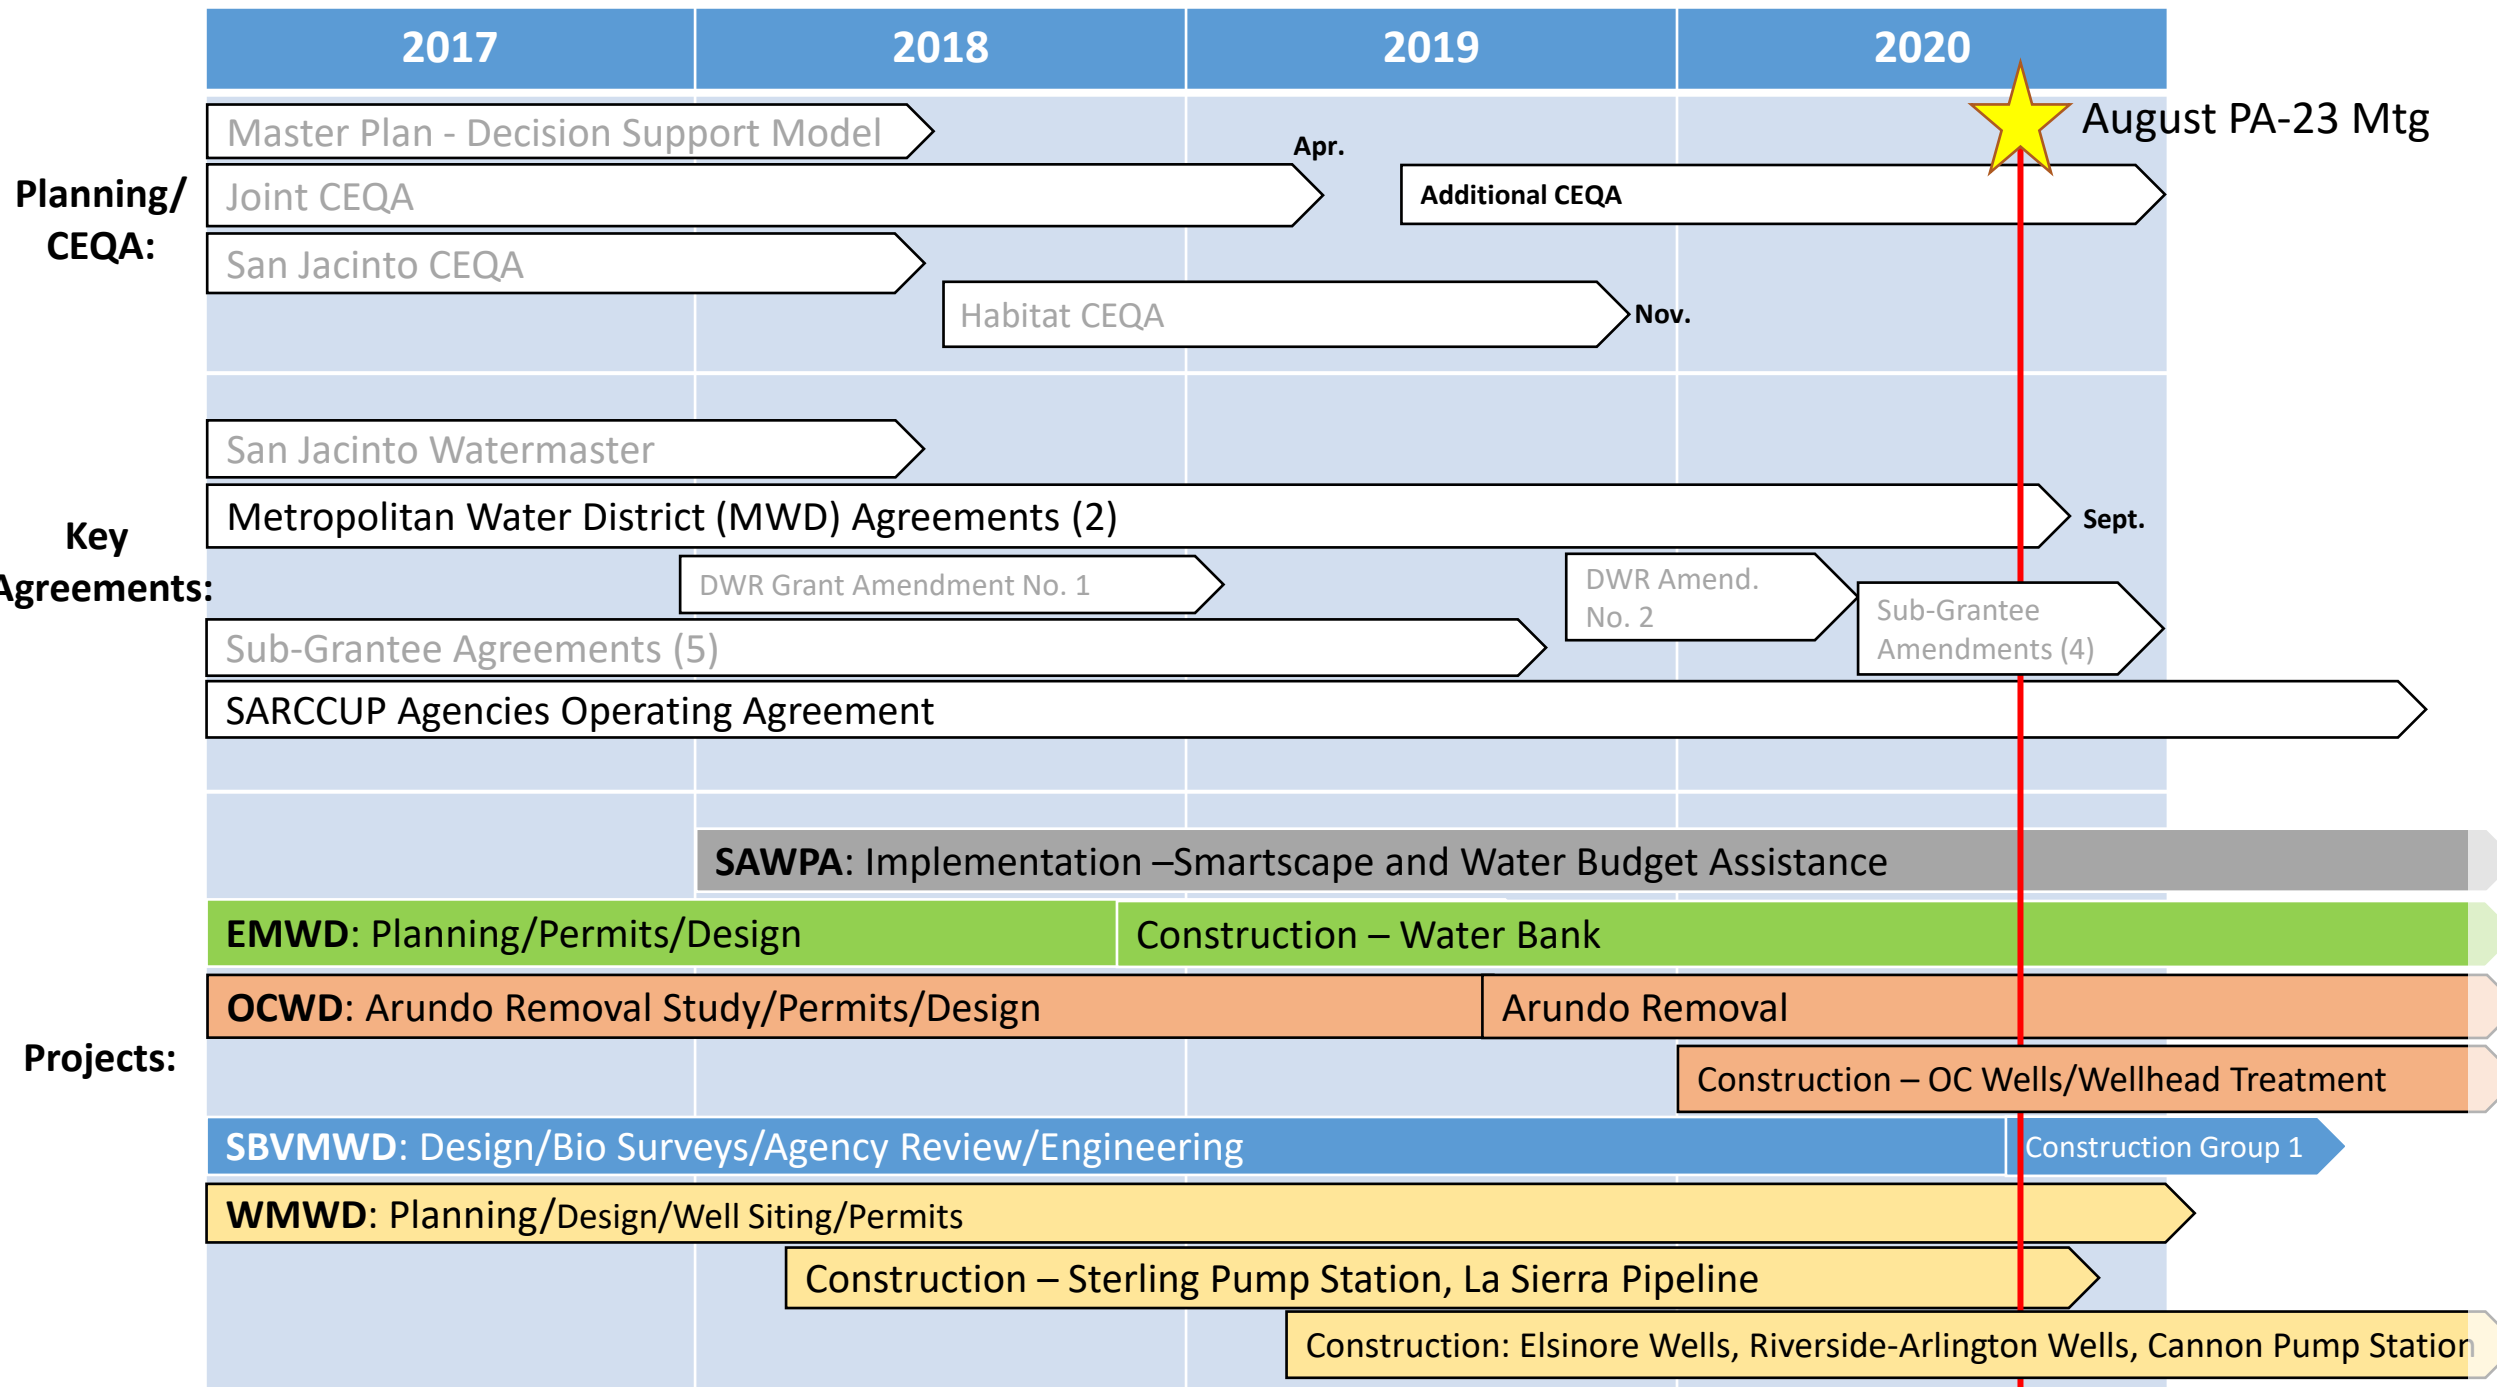 2017 2018 2019 2020
August PA-23 Mtg
Planning/
CEQA:
Master Plan - Decision Support Model
Apr.
Joint CEQA
Additional CEQA
San Jacinto CEQA
Habitat CEQA
Nov.
Key
Agreements:
San Jacinto Watermaster
Metropolitan Water District (MWD) Agreements (2)
Sept.
DWR Grant Amendment No. 1
DWR Amend.
No. 2
Sub-Grantee
Amendments (4)
Sub-Grantee Agreements (5)
SARCCUP Agencies Operating Agreement
Projects:
SAWPA: Implementation –Smartscape and Water Budget Assistance
EMWD: Planning/Permits/Design
Construction – Water Bank
OCWD: Arundo Removal Study/Permits/Design
Arundo Removal
Construction – OC Wells/Wellhead Treatment
SBVMWD: Design/Bio Surveys/Agency Review/Engineering
Construction Group 1
WMWD: Planning/Design/Well Siting/Permits
Construction – Sterling Pump Station, La Sierra Pipeline
Construction: Elsinore Wells, Riverside-Arlington Wells, Cannon Pump Station